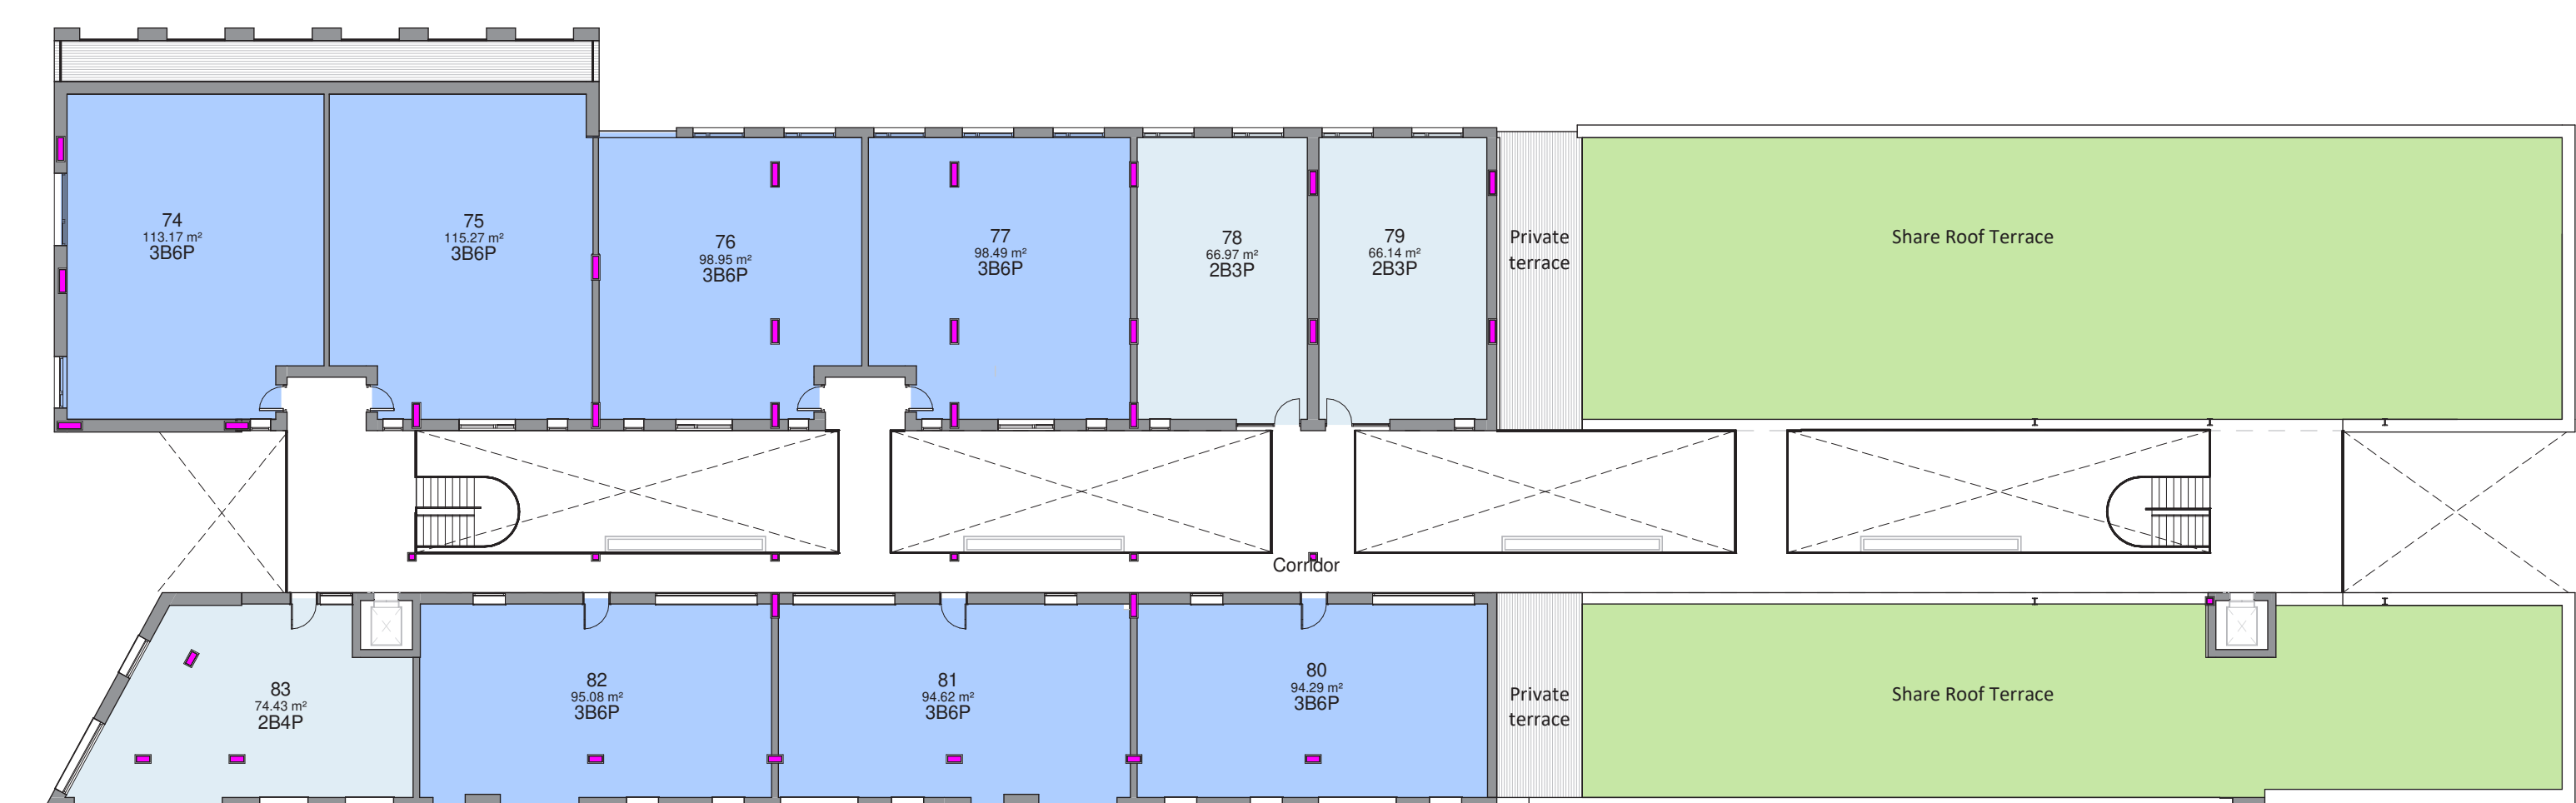 74
113.17 m²
3B6P
75
115.27 m²
3B6P
76
98.95 m²
3B6P
77
98.49 m²
3B6P
78
66.97 m²
2B3P
79
66.14 m²
2B3P
Private
terrace
Share Roof Terrace
Corridor
83
74.43 m²
2B4P
82
95.08 m²
3B6P
81
94.62 m²
3B6P
80
94.29 m²
3B6P
Private
terrace
Share Roof Terrace